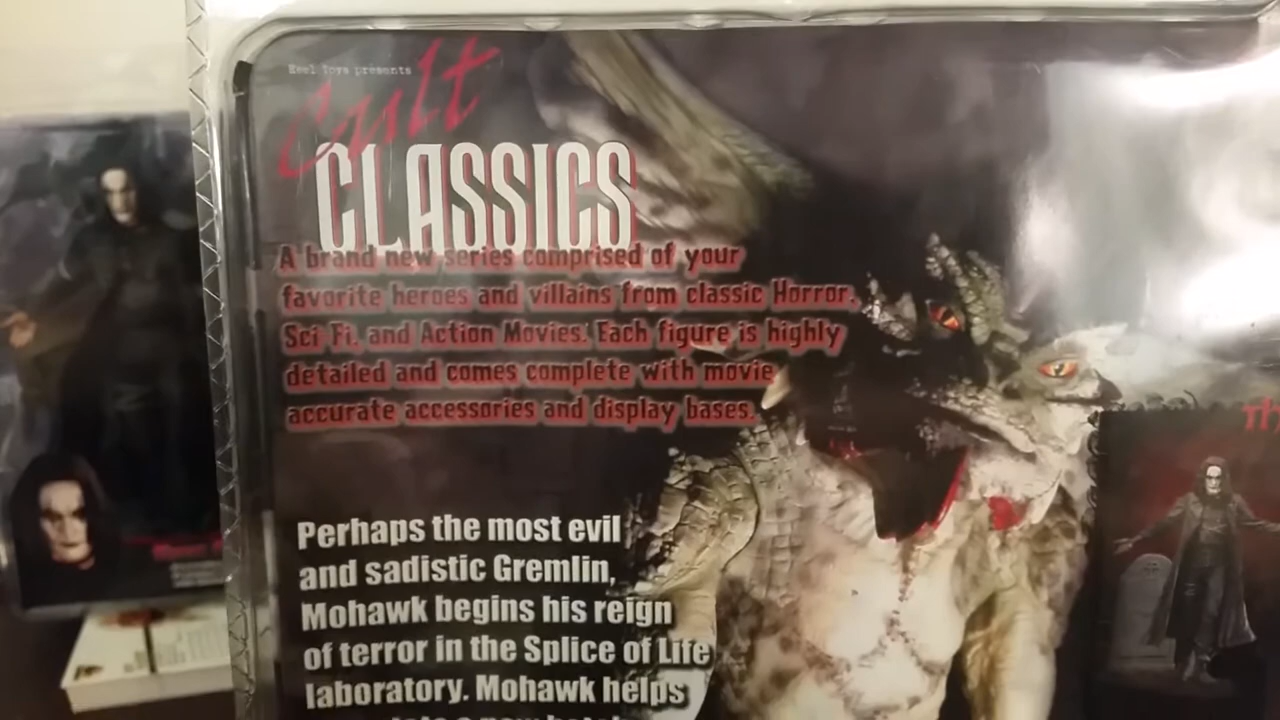 Reel Toys presents
Cult
CLASSICS
A brand new series comprised of your
favorite heroes and villains from classic Horror,
Sci Fi, and Action Movies. Each figure is highly
detailed and comes complete with movie
accurate accessories and display bases.
Perhaps the most evil
and sadistic Gremlin,
Mohawk begins his reign
of terror in the Splice of Life
laboratory. Mohawk helps